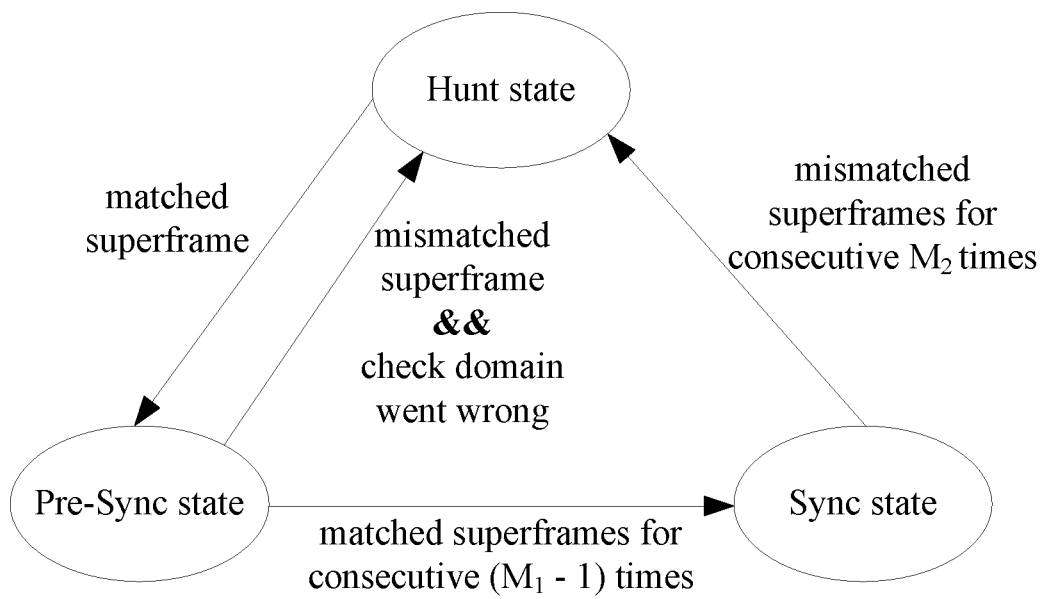 Hunt state
matched
superframe
mismatched
superframe
&&
check domain
went wrong
mismatched
superframes for
consecutive M₂ times
Pre-Sync state
Sync state
matched superframes for
consecutive (M₁ - 1) times